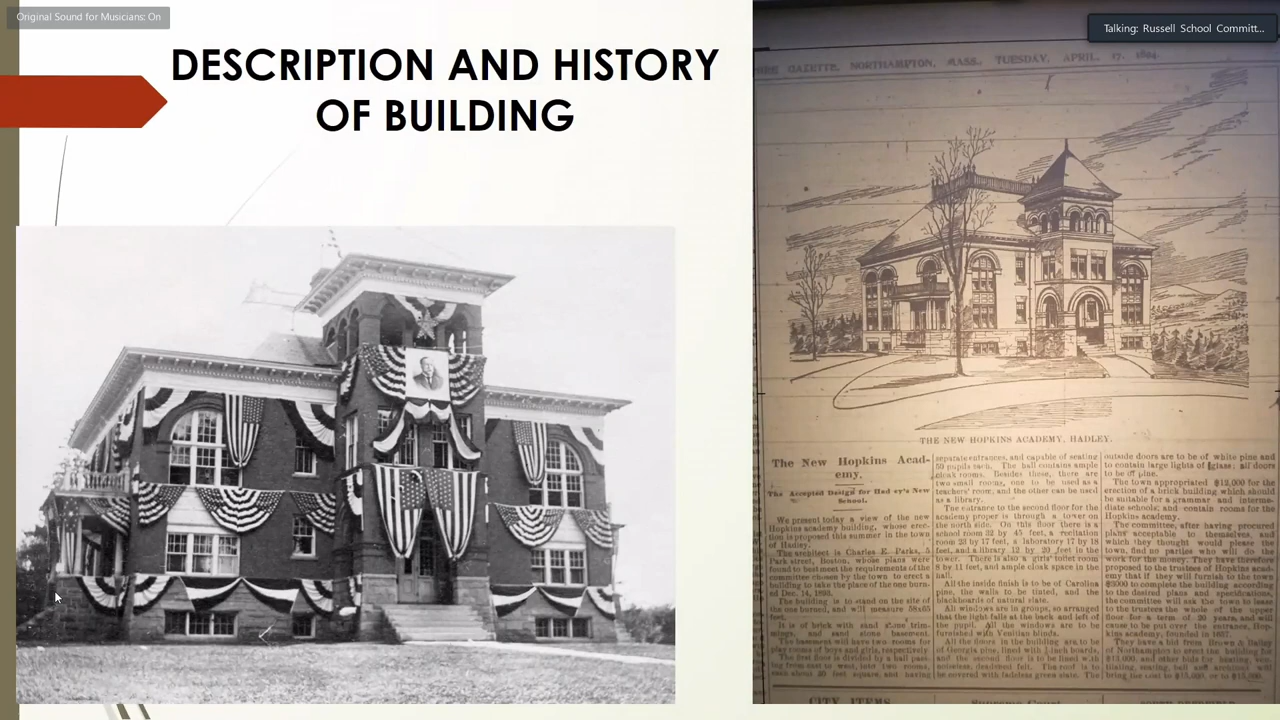 Original Sound for Musicians: On
Talking: Russell School Committ...
DESCRIPTION AND HISTORY
OF BUILDING
GAZETTE, NORTHAMPTON, MASS., TUESDAY, APRIL, 17, 1894.
THE NEW HOPKINS ACADEMY, HADLEY.
The New Hopkins Acad-
emy.
The Accepted Design for Hadley's New
School.
We present today a view of the new
Hopkins academy building, whose erec-
tion is proposed this summer in the town
of Hadley.
The architect is Charles E. Parks, 5
Park street, Boston, whose plans were
found to best meet the requirements of the
committee chosen by the town to erect a
building to take the place of the one burn-
ed Dec. 14, 1893.
The building is to stand on the site of
the one burned, and will measure 58x65
feet.
It is of brick with sand stone trim-
mings, and sand stone basement.
The basement will have two rooms for
play rooms of boys and girls, respectively
The first floor is divided by a hall pass-
ing from east to west, into two rooms,
each about 30 feet square, and having
separate entrances, and capable of seating
59 pupils each. The hall contains ample
cloak rooms. Besides these, there are
two small rooms, one to be used as a
teachers' room, and the other can be used
as a library.
The entrance to the second floor for the
academy proper is through a tower on
the north side. On this floor there is a
school room 32 by 45 feet, a recitation
room 23 by 17 feet, a laboratory 17 by 18
feet, and a library 12 by 20 feet in the
tower. There is also a girls' toilet room
8 by 11 feet, and ample cloak space in the
hall.
All the inside finish is to be of Carolina
pine, the walls to be tinted, and the
blackboards of natural slate.
All windows are in groups, so arranged
that the light falls at the back and left of
the pupil. All the windows are to be
furnished with Venitian blinds.
All the floors in the building are to be
of Georgia pine, lined with boards,
and the second floor is to be lined with
noiseless, deadened felt. The roof is to
be covered with fadeless green slate. The
outside doors are to be of white pine and
to contain large lights of glass; all doors
to be of pine.
The town appropriated $12,000 for the
erection of a brick building which should
be suitable for a grammar and interme-
diate schools; and contain rooms for the
Hopkins academy.
The committee, after having procured
plans acceptable to themselves, and
which they thought would please the
town, find no parties who will do the
work for the money. They have therefore
proposed to the trustees of Hopkins acad-
emy that if they will furnish to the town
$3000 to complete the building according
to the desired plans and specifications,
the committee will ask the town to lease
to the trustees the whole of the upper
floor for a term of 20 years, and will
cause to be put over the entrance, Hop-
kins academy, founded in 1657.
They have a bid from Brown & Bailey
of Northampton to erect the building for
$13,000, and other bids for heating, ven-
tilating, seating, and will
bring the cost to $15,000, or to
CITY ITEMS
Supreme Court